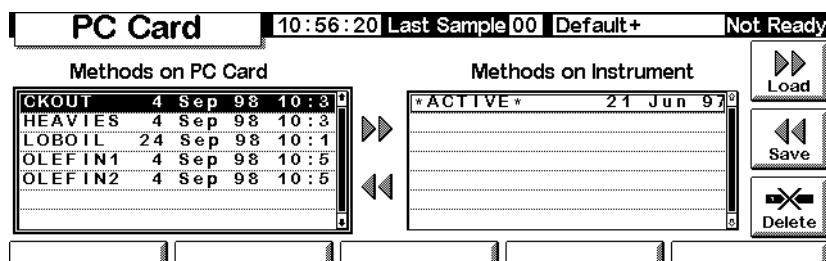 PC Card 10:56:20 Last Sample 00 Default+ Not Ready
Methods on PC Card
CKOUT 4 Sep 98 10:3
HEAVIES 4 Sep 98 10:3
LOBOIL 24 Sep 98 10:1
OLEFIN1 4 Sep 98 10:5
OLEFIN2 4 Sep 98 10:5
Methods on Instrument
*ACTIVE* 21 Jun 97
Load
Save
Delete